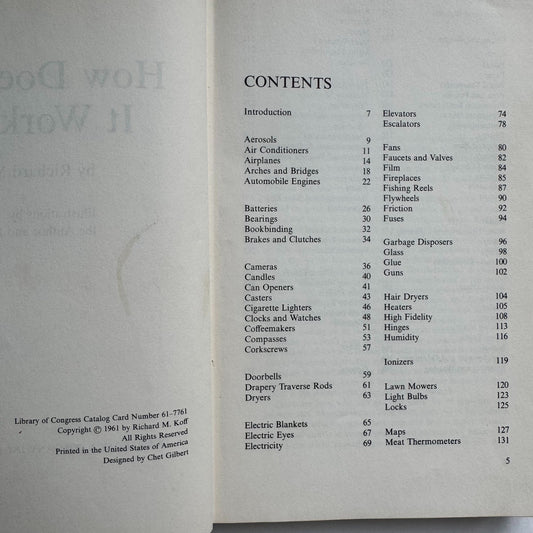 How Doe
It Work
by Richard
Library of Congress Catalog Card Number 61-7761
Copyright © 1961 by Richard M. Koff
All Rights Reserved
Printed in the United States of America
Designed by Chet Gilbert
CONTENTS
Introduction 7
Aerosols 9
Air Conditioners 11
Airplanes 14
Arches and Bridges 18
Automobile Engines 22
Batteries 26
Bearings 30
Bookbinding 32
Brakes and Clutches 34
Cameras 36
Candles 40
Can Openers 41
Casters 43
Cigarette Lighters 46
Clocks and Watches 48
Coffeemakers 51
Compasses 53
Corkscrews 57
Doorbells 59
Drapery Traverse Rods 61
Dryers 63
Electric Blankets 65
Electric Eyes 67
Electricity 69
Elevators 74
Escalators 78
Fans 80
Faucets and Valves 82
Film 84
Fireplaces 85
Fishing Reels 87
Flywheels 90
Friction 92
Fuses 94
Garbage Disposers 96
Glass 98
Glue 100
Guns 102
Hair Dryers 104
Heaters 105
High Fidelity 108
Hinges 113
Humidity 116
Ionizers 119
Lawn Mowers 120
Light Bulbs 123
Locks 125
Maps 127
Meat Thermometers 131
5